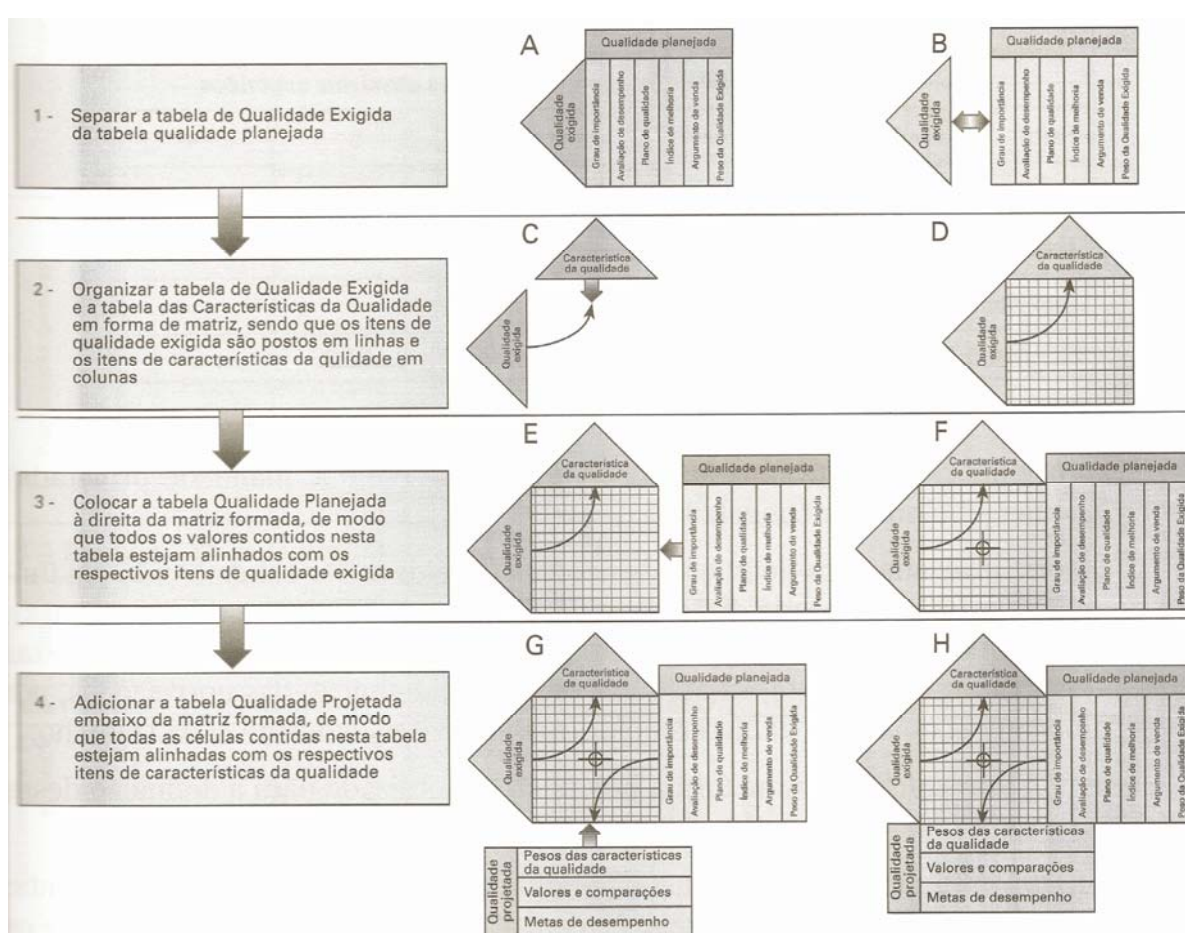 A
Qualidade planejada
Qualidade
exigida
Grau de importância
Avaliação de desempenho
Plano de qualidade
Índice de melhoria
Argumento de venda
Peso da Qualidade Exigida
B
Qualidade planejada
Qualidade
exigida
Grau de importância
Avaliação de desempenho
Plano de qualidade
Índice de melhoria
Argumento de venda
Peso da Qualidade Exigida
1 - Separar a tabela de Qualidade Exigida
da tabela qualidade planejada
C
Característica
da qualidade
Qualidade
exigida
D
Característica
da qualidade
Qualidade
exigida
2 - Organizar a tabela de Qualidade Exigida
e a tabela das Características da Qualidade
em forma de matriz, sendo que os itens de
qualidade exigida são postos em linhas e
os itens de características da qulidade em
colunas
E
Característica
da qualidade
Qualidade
exigida
Qualidade planejada
Grau de importância
Avaliação de desempenho
Plano de qualidade
Índice de melhoria
Argumento de venda
Peso da Qualidade Exigida
F
Característica
da qualidade
Qualidade
exigida
Qualidade planejada
Grau de importância
Avaliação de desempenho
Plano de qualidade
Índice de melhoria
Argumento de venda
Peso da Qualidade Exigida
3 - Colocar a tabela Qualidade Planejada
à direita da matriz formada, de modo
que todos os valores contidos nesta
tabela estejam alinhados com os
respectivos itens de qualidade exigida
G
Característica
da qualidade
Qualidade
exigida
Qualidade planejada
Grau de importância
Avaliação de desempenho
Plano de qualidade
Índice de melhoria
Argumento de venda
Peso da Qualidade Exigida
Qualidade
projetada
Pesos das características
da qualidade
Valores e comparações
Metas de desempenho
H
Característica
da qualidade
Qualidade
exigida
Qualidade planejada
Grau de importância
Avaliação de desempenho
Plano de qualidade
Índice de melhoria
Argumento de venda
Peso da Qualidade Exigida
Qualidade
projetada
Pesos das características
da qualidade
Valores e comparações
Metas de desempenho
4 - Adicionar a tabela Qualidade Projetada
embaixo da matriz formada, de modo
que todas as células contidas nesta tabela
estejam alinhadas com os respectivos
itens de características da qualidade